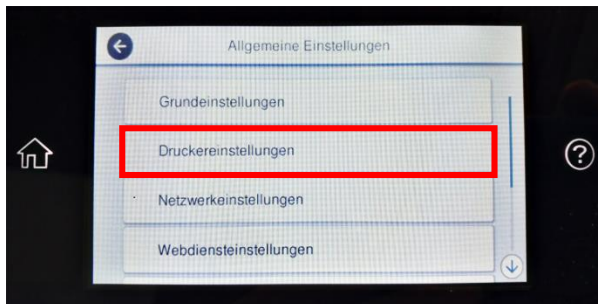 Allgemeine Einstellungen
Grundeinstellungen
Druckereinstellungen
Netzwerkeinstellungen
Webdiensteinstellungen
?